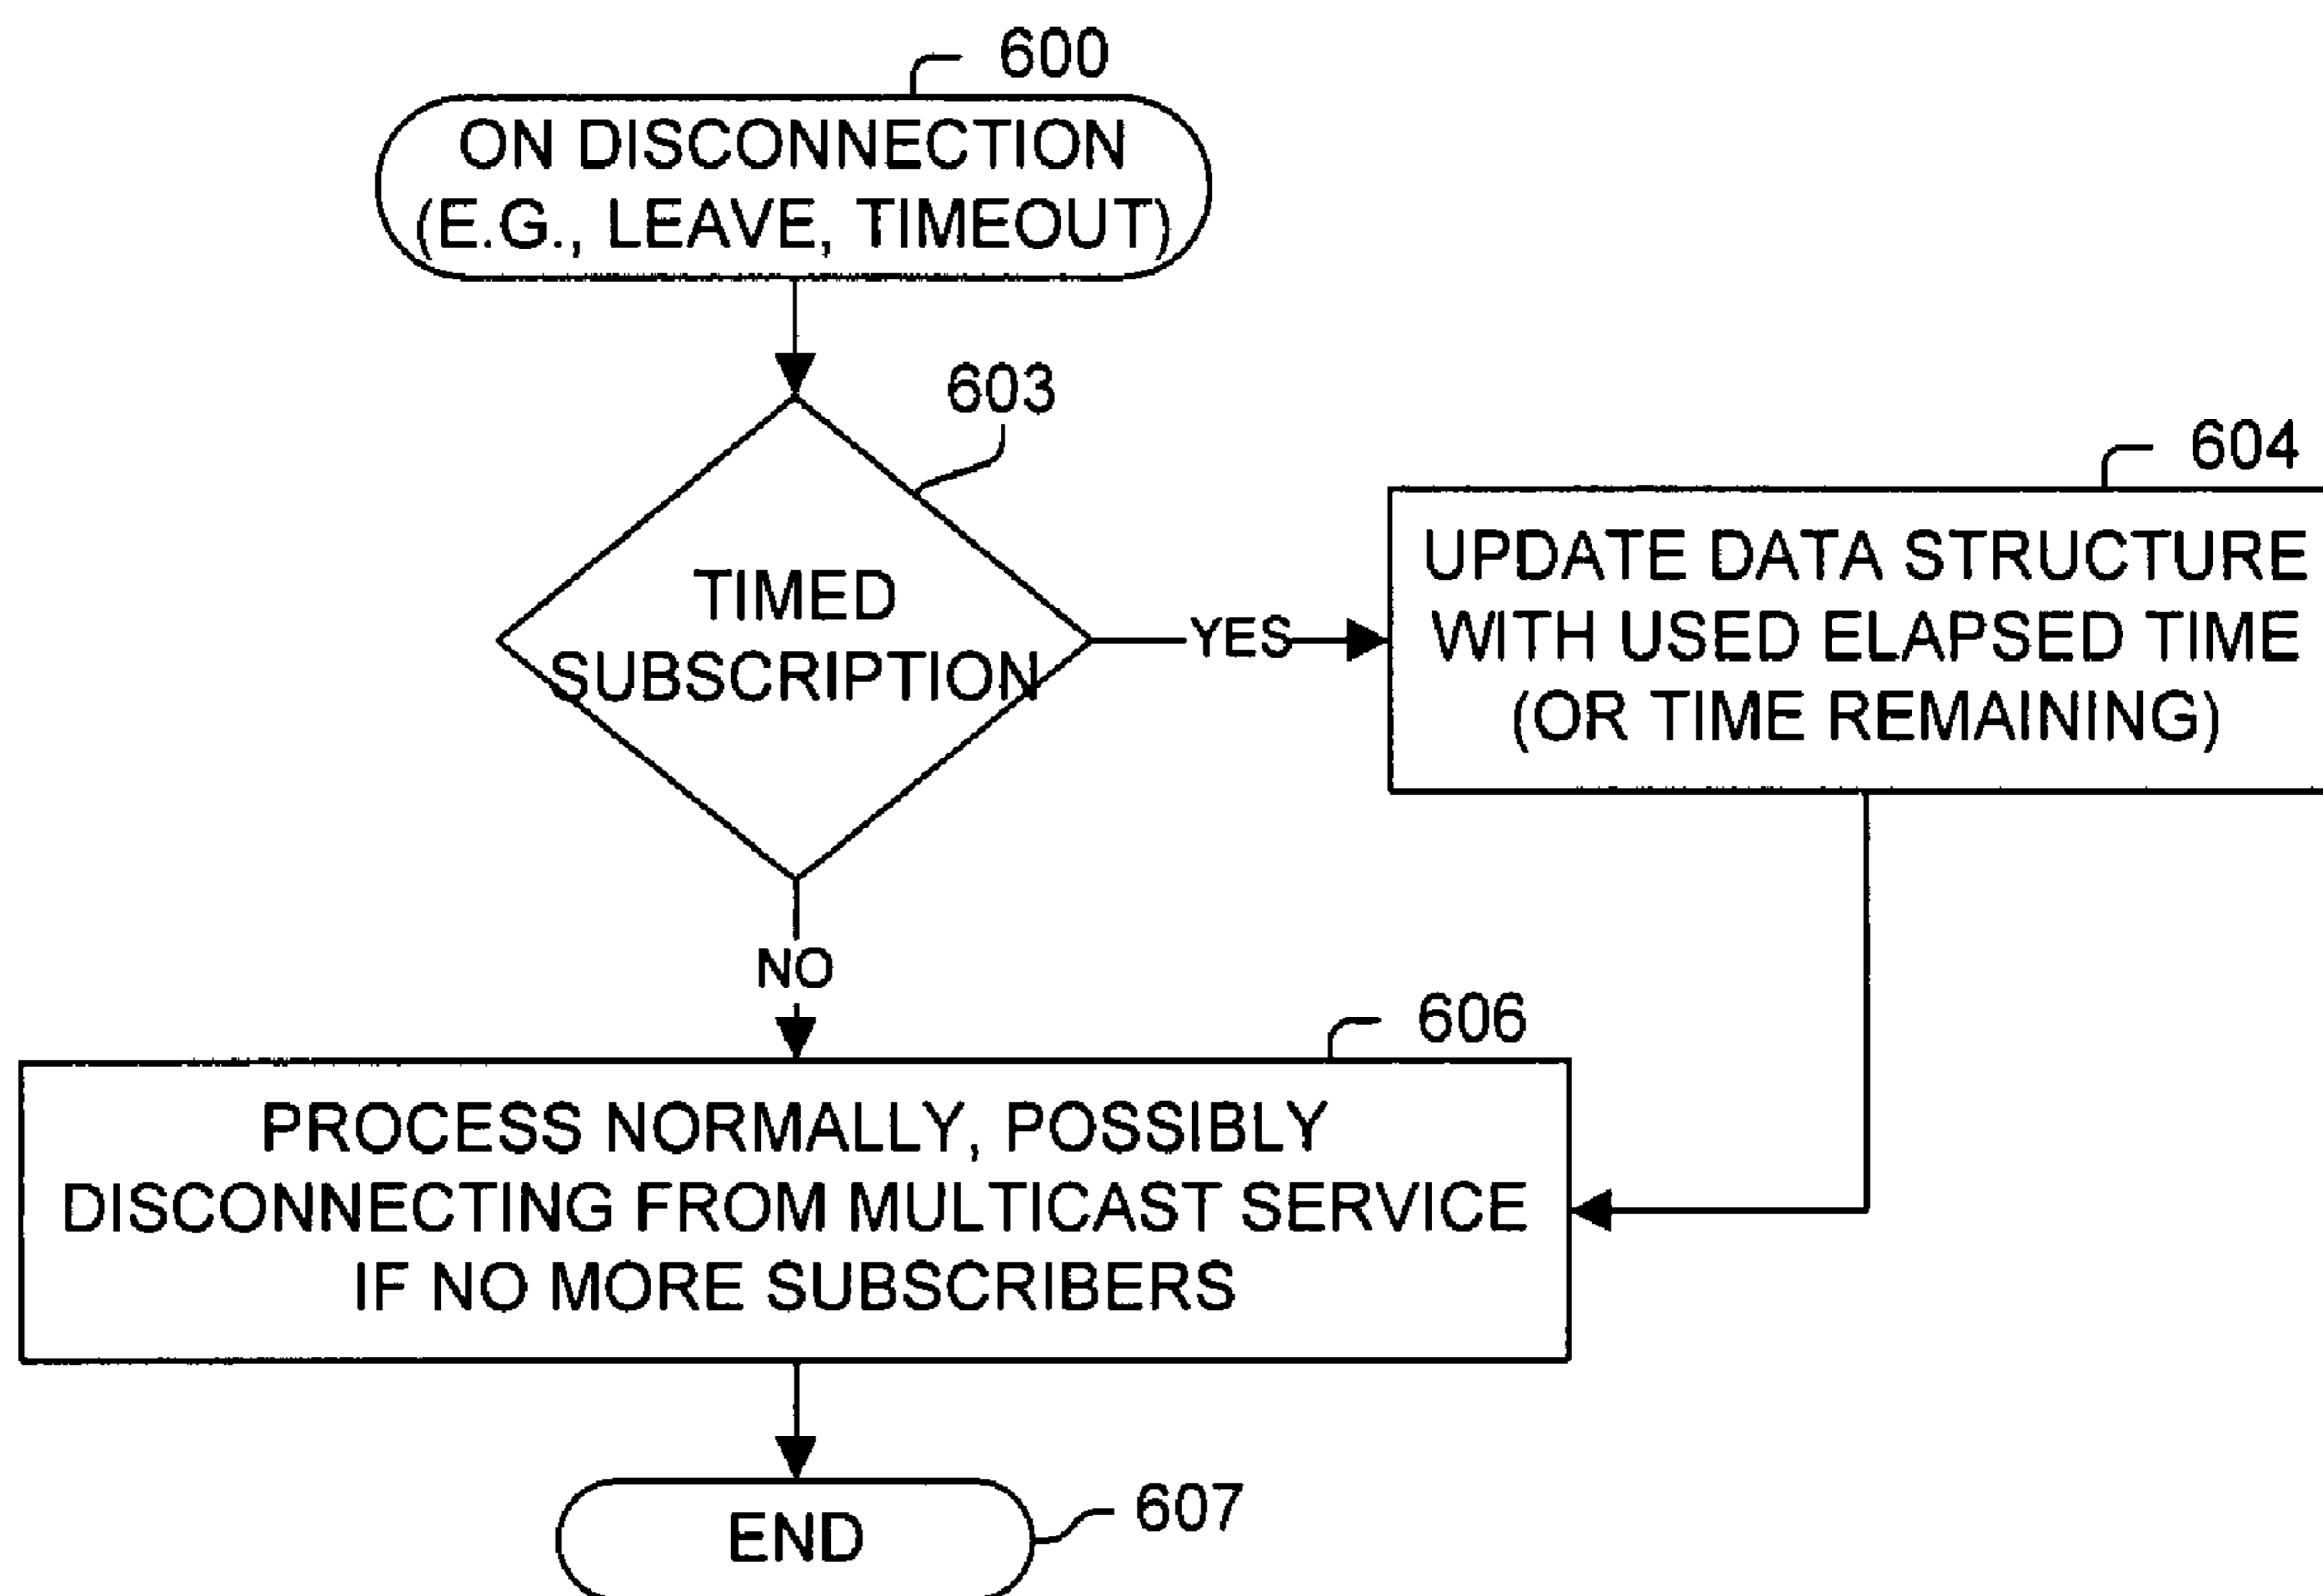 600
ON DISCONNECTION
(E.G., LEAVE, TIMEOUT)
603
TIMED
SUBSCRIPTION
YES
604
UPDATE DATA STRUCTURE
WITH USED ELAPSED TIME
(OR TIME REMAINING)
NO
606
PROCESS NORMALLY, POSSIBLY
DISCONNECTING FROM MULTICAST SERVICE
IF NO MORE SUBSCRIBERS
END
607